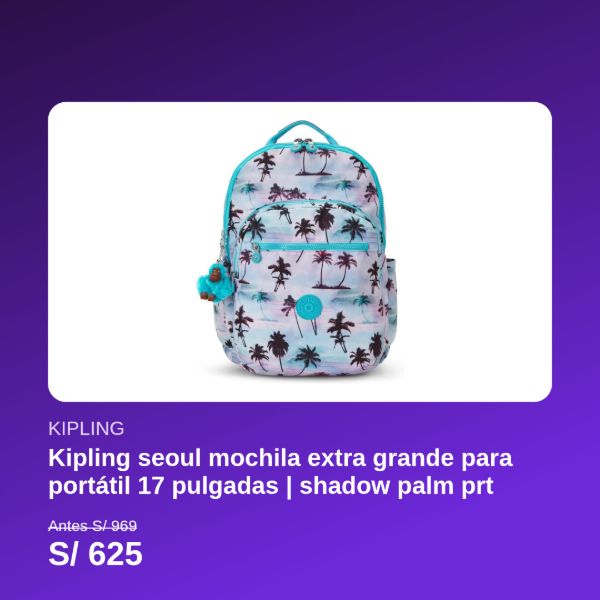 KIPLING
Kipling seoul mochila extra grande para
portátil 17 pulgadas | shadow palm prt
Antes S/ 969
S/ 625